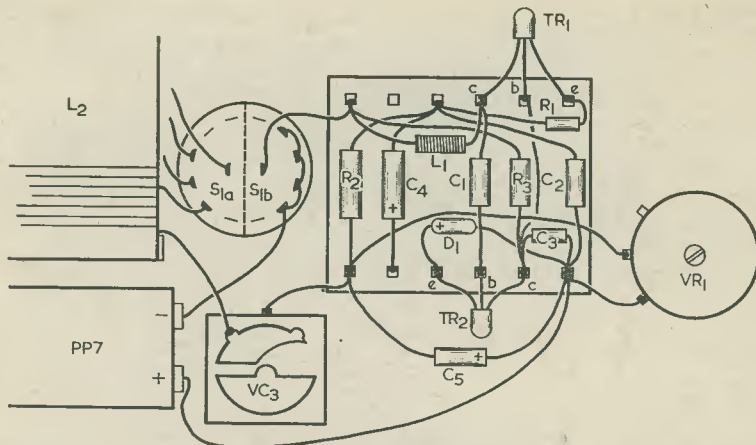 TR1
L2
c b e
R1
S1a S1b
L1
R2 C4 C1 R3 C2
+
+ D1
C3
VR1
e b c
TR2
−
PP7
+
VC3
C5 +